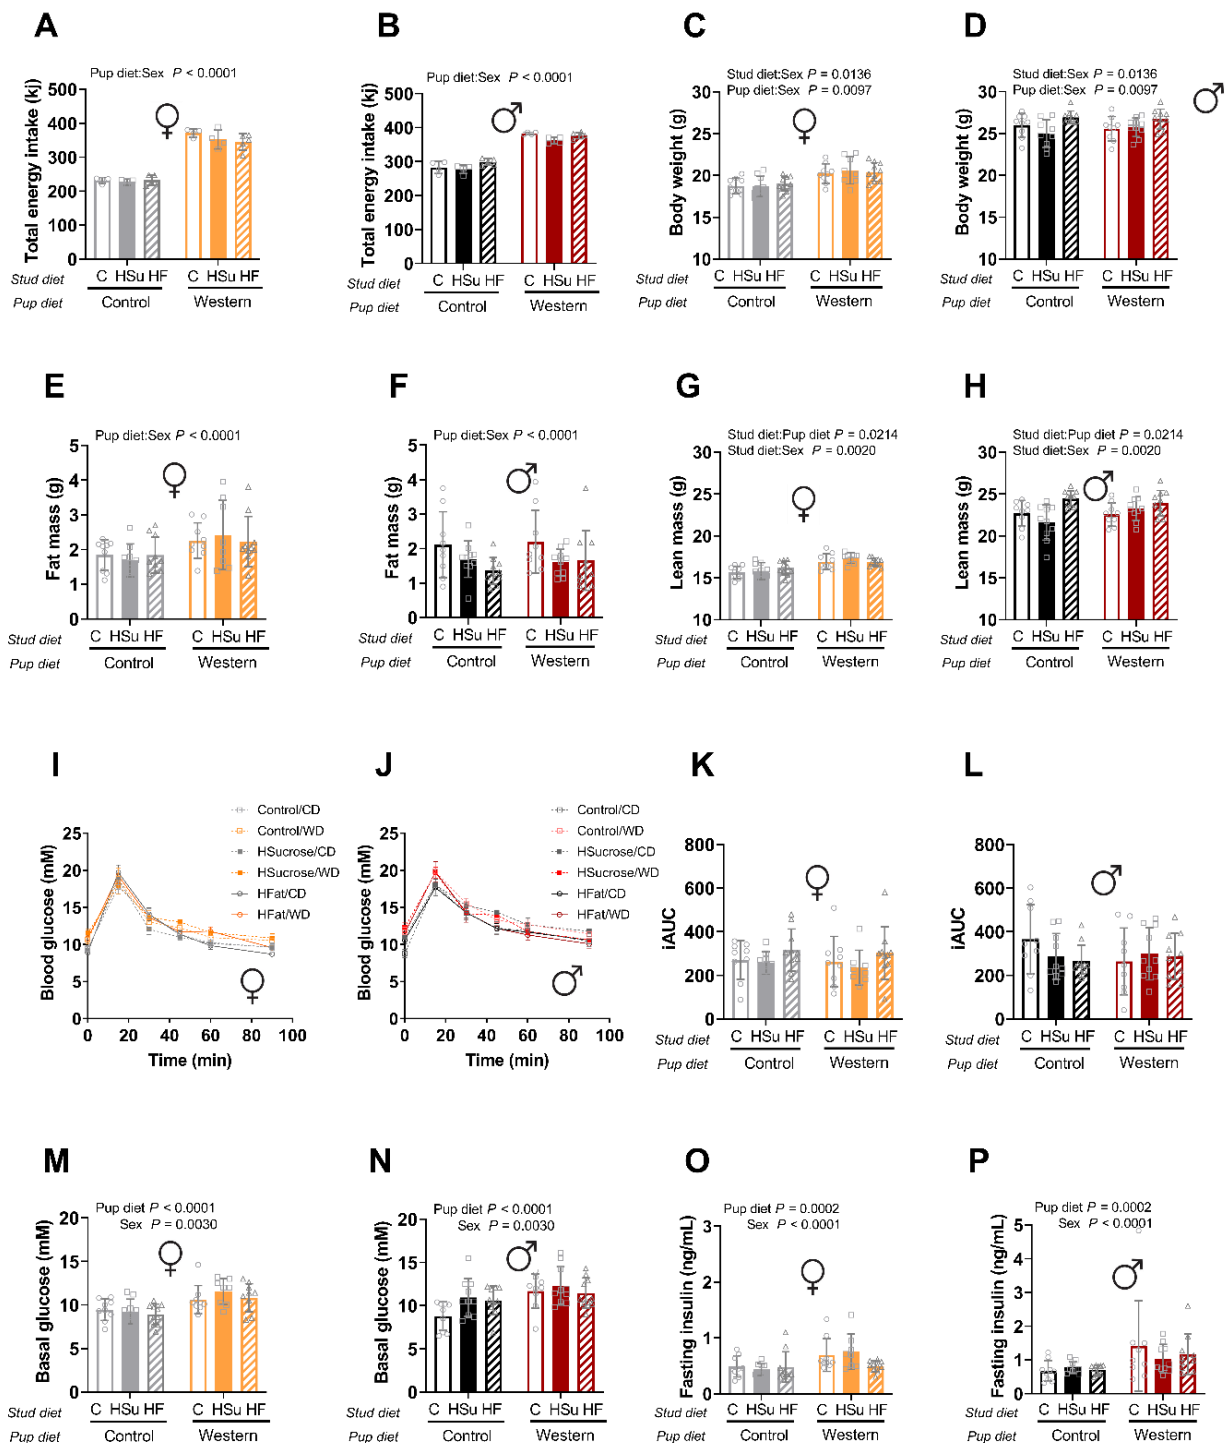 A
Pup diet:Sex P < 0.0001
Total energy intake (kj)
500
400
300
200
100
0
C HSu HF C HSu HF
Stud diet
Pup diet Control Western
B
Pup diet:Sex P < 0.0001
Total energy intake (kj)
500
400
300
200
100
0
C HSu HF C HSu HF
Stud diet
Pup diet Control Western
C
Stud diet:Sex P = 0.0136
Pup diet:Sex P = 0.0097
Body weight (g)
30
25
20
15
10
C HSu HF C HSu HF
Stud diet
Pup diet Control Western
D
Stud diet:Sex P = 0.0136
Pup diet:Sex P = 0.0097
Body weight (g)
30
25
20
15
10
C HSu HF C HSu HF
Stud diet
Pup diet Control Western
E
Pup diet:Sex P < 0.0001
Fat mass (g)
5
4
3
2
1
0
C HSu HF C HSu HF
Stud diet
Pup diet Control Western
F
Pup diet:Sex P < 0.0001
Fat mass (g)
5
4
3
2
1
0
C HSu HF C HSu HF
Stud diet
Pup diet Control Western
G
Stud diet:Pup diet P = 0.0214
Stud diet:Sex P = 0.0020
Lean mass (g)
30
25
20
15
10
C HSu HF C HSu HF
Stud diet
Pup diet Control Western
H
Stud diet:Pup diet P = 0.0214
Stud diet:Sex P = 0.0020
Lean mass (g)
30
25
20
15
10
C HSu HF C HSu HF
Stud diet
Pup diet Control Western
I
Control/CD
Control/WD
HSucrose/CD
HSucrose/WD
HFat/CD
HFat/WD
Blood glucose (mM)
25
20
15
10
5
0
0 20 40 60 80 100
Time (min)
J
Control/CD
Control/WD
HSucrose/CD
HSucrose/WD
HFat/CD
HFat/WD
Blood glucose (mM)
25
20
15
10
5
0
0 20 40 60 80 100
Time (min)
K
iAUC
800
600
400
200
0
C HSu HF C HSu HF
Stud diet
Pup diet Control Western
L
iAUC
800
600
400
200
0
C HSu HF C HSu HF
Stud diet
Pup diet Control Western
M
Pup diet P < 0.0001
Sex P = 0.0030
Basal glucose (mM)
20
15
10
5
0
C HSu HF C HSu HF
Stud diet
Pup diet Control Western
N
Pup diet P < 0.0001
Sex P = 0.0030
Basal glucose (mM)
20
15
10
5
0
C HSu HF C HSu HF
Stud diet
Pup diet Control Western
O
Pup diet P = 0.0002
Sex P < 0.0001
Fasting insulin (ng/mL)
3
2
1
0
C HSu HF C HSu HF
Stud diet
Pup diet Control Western
P
Pup diet P = 0.0002
Sex P < 0.0001
Fasting insulin (ng/mL)
5
4
3
2
1
0
C HSu HF C HSu HF
Stud diet
Pup diet Control Western